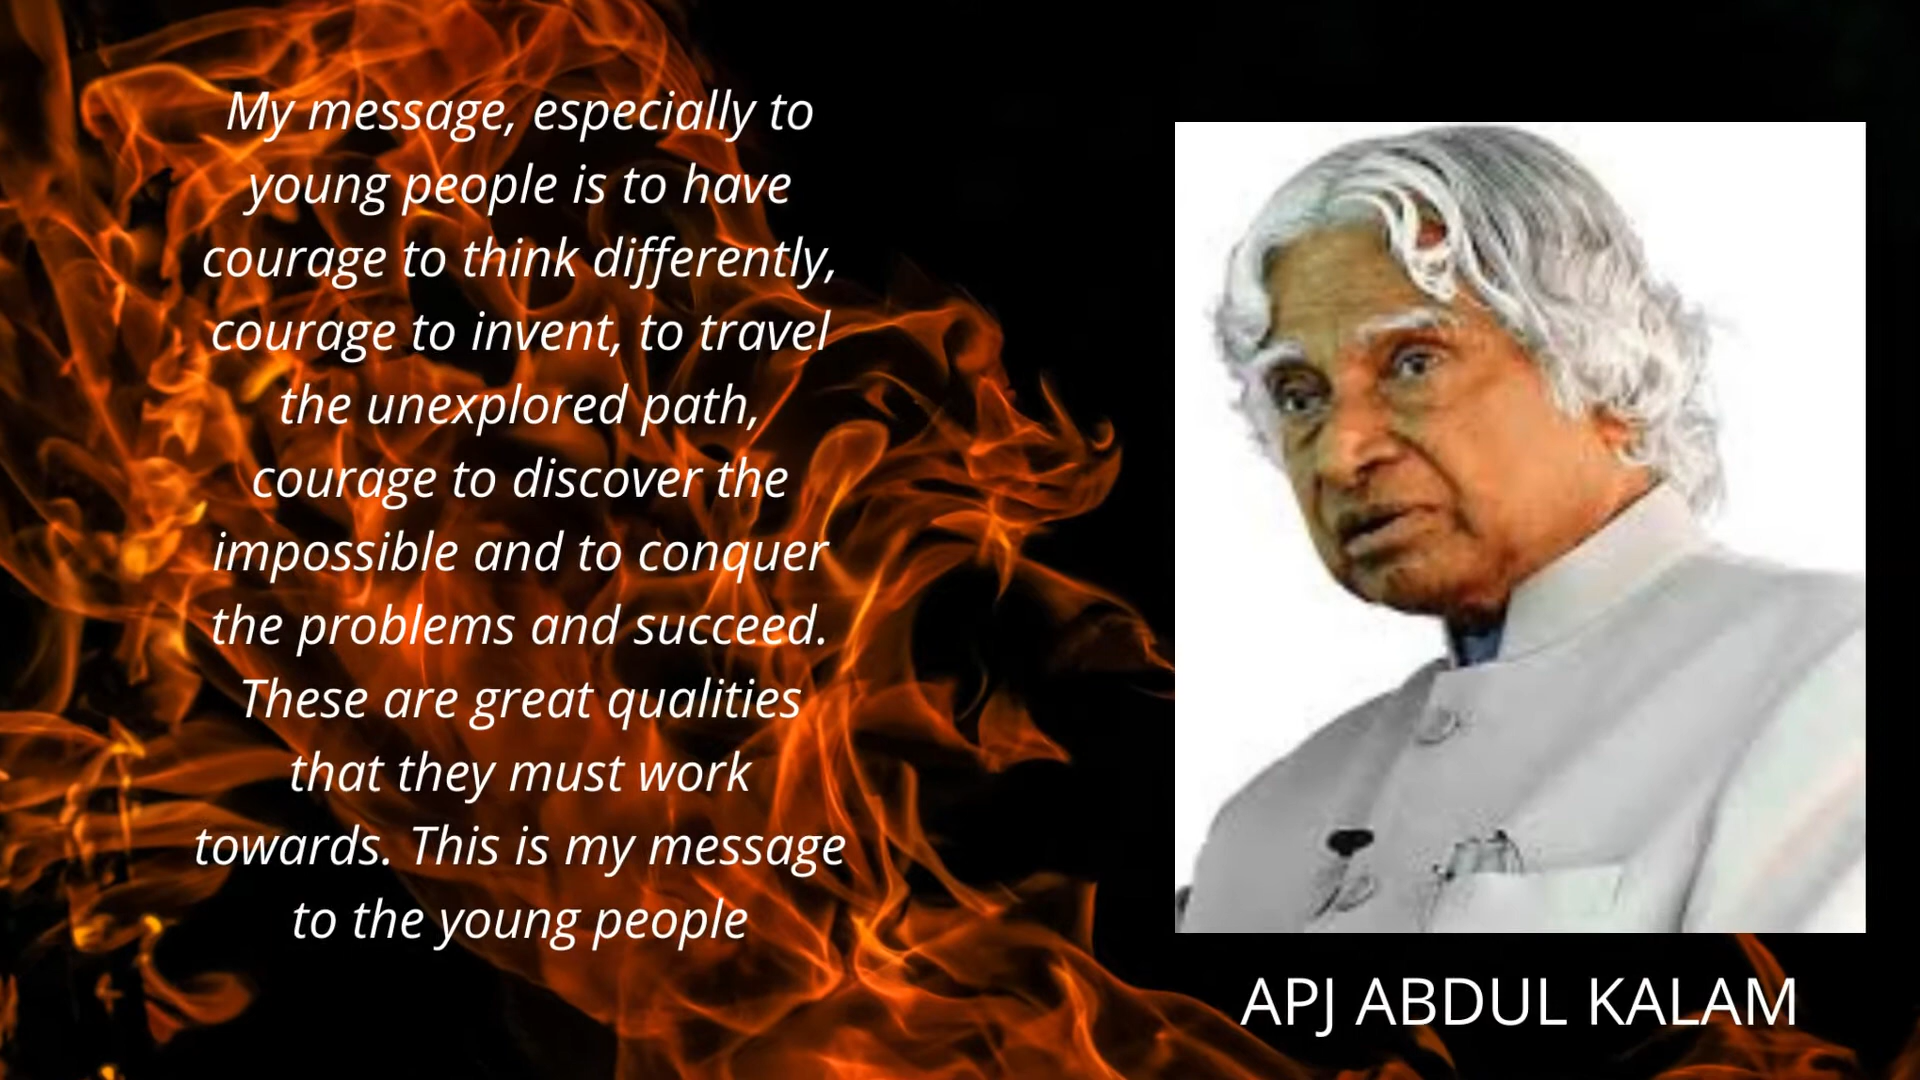 My message, especially to
young people is to have
courage to think differently,
courage to invent, to travel
the unexplored path,
courage to discover the
impossible and to conquer
the problems and succeed.
These are great qualities
that they must work
towards. This is my message
to the young people
APJ ABDUL KALAM